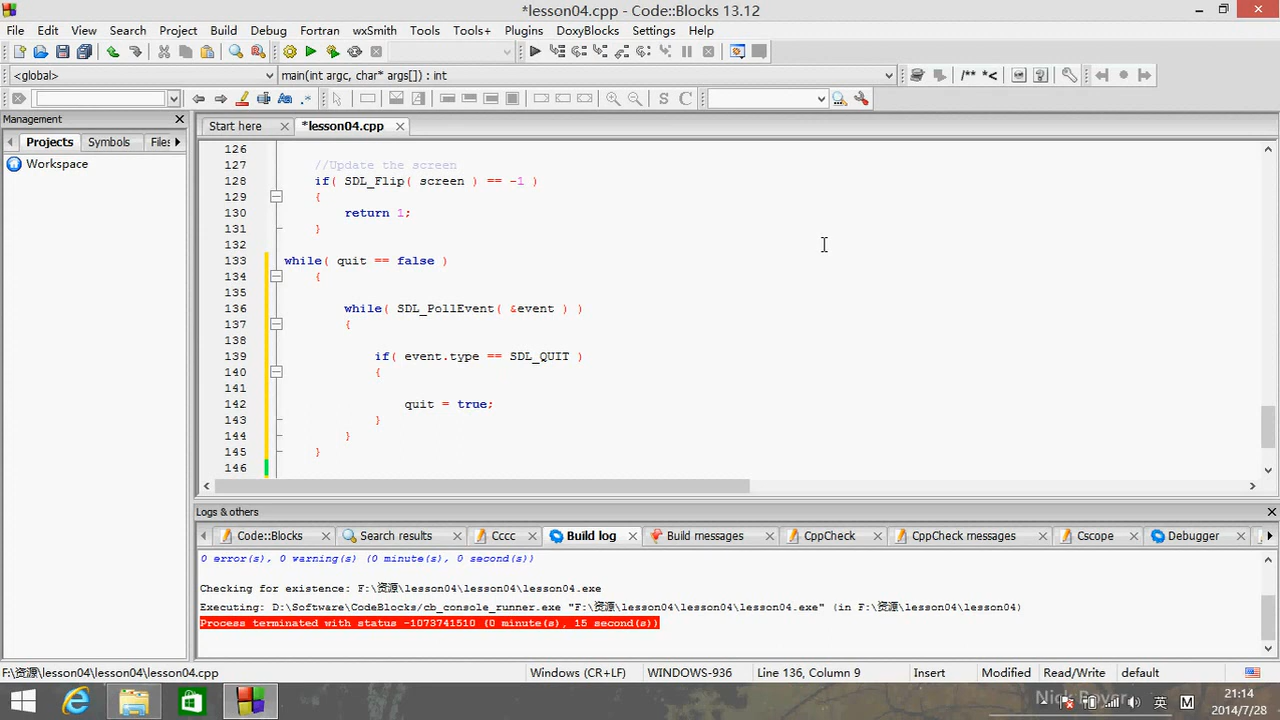 *lesson04.cpp - Code::Blocks 13.12
File Edit View Search Project Build Debug Fortran wxSmith Tools Tools+ Plugins DoxyBlocks Settings Help
<global> main(int argc, char* args[]) : int /** *<
S C
Management
Start here *lesson04.cpp
Projects Symbols Files
Workspace
126
127 //Update the screen
128 if( SDL_Flip( screen ) == -1 )
129 {
130 return 1;
131 }
132
133 while( quit == false )
134 {
135
136 while( SDL_PollEvent( &event ) )
137 {
138
139 if( event.type == SDL_QUIT )
140 {
141
142 quit = true;
143 }
144 }
145 }
146
Logs & others
Code::Blocks Search results Cccc Build log Build messages CppCheck CppCheck messages Cscope Debugger
0 error(s), 0 warning(s) (0 minute(s), 0 second(s))
Checking for existence: F:\资源\lesson04\lesson04\lesson04.exe
Executing: D:\Software\CodeBlocks/cb_console_runner.exe "F:\资源\lesson04\lesson04\lesson04.exe" (in F:\资源\lesson04\lesson04)
Process terminated with status -1073741510 (0 minute(s), 15 second(s))
F:\资源\lesson04\lesson04\lesson04.cpp Windows (CR+LF) WINDOWS-936 Line 136, Column 9 Insert Modified Read/Write default
英 M 21:14
2014/7/28